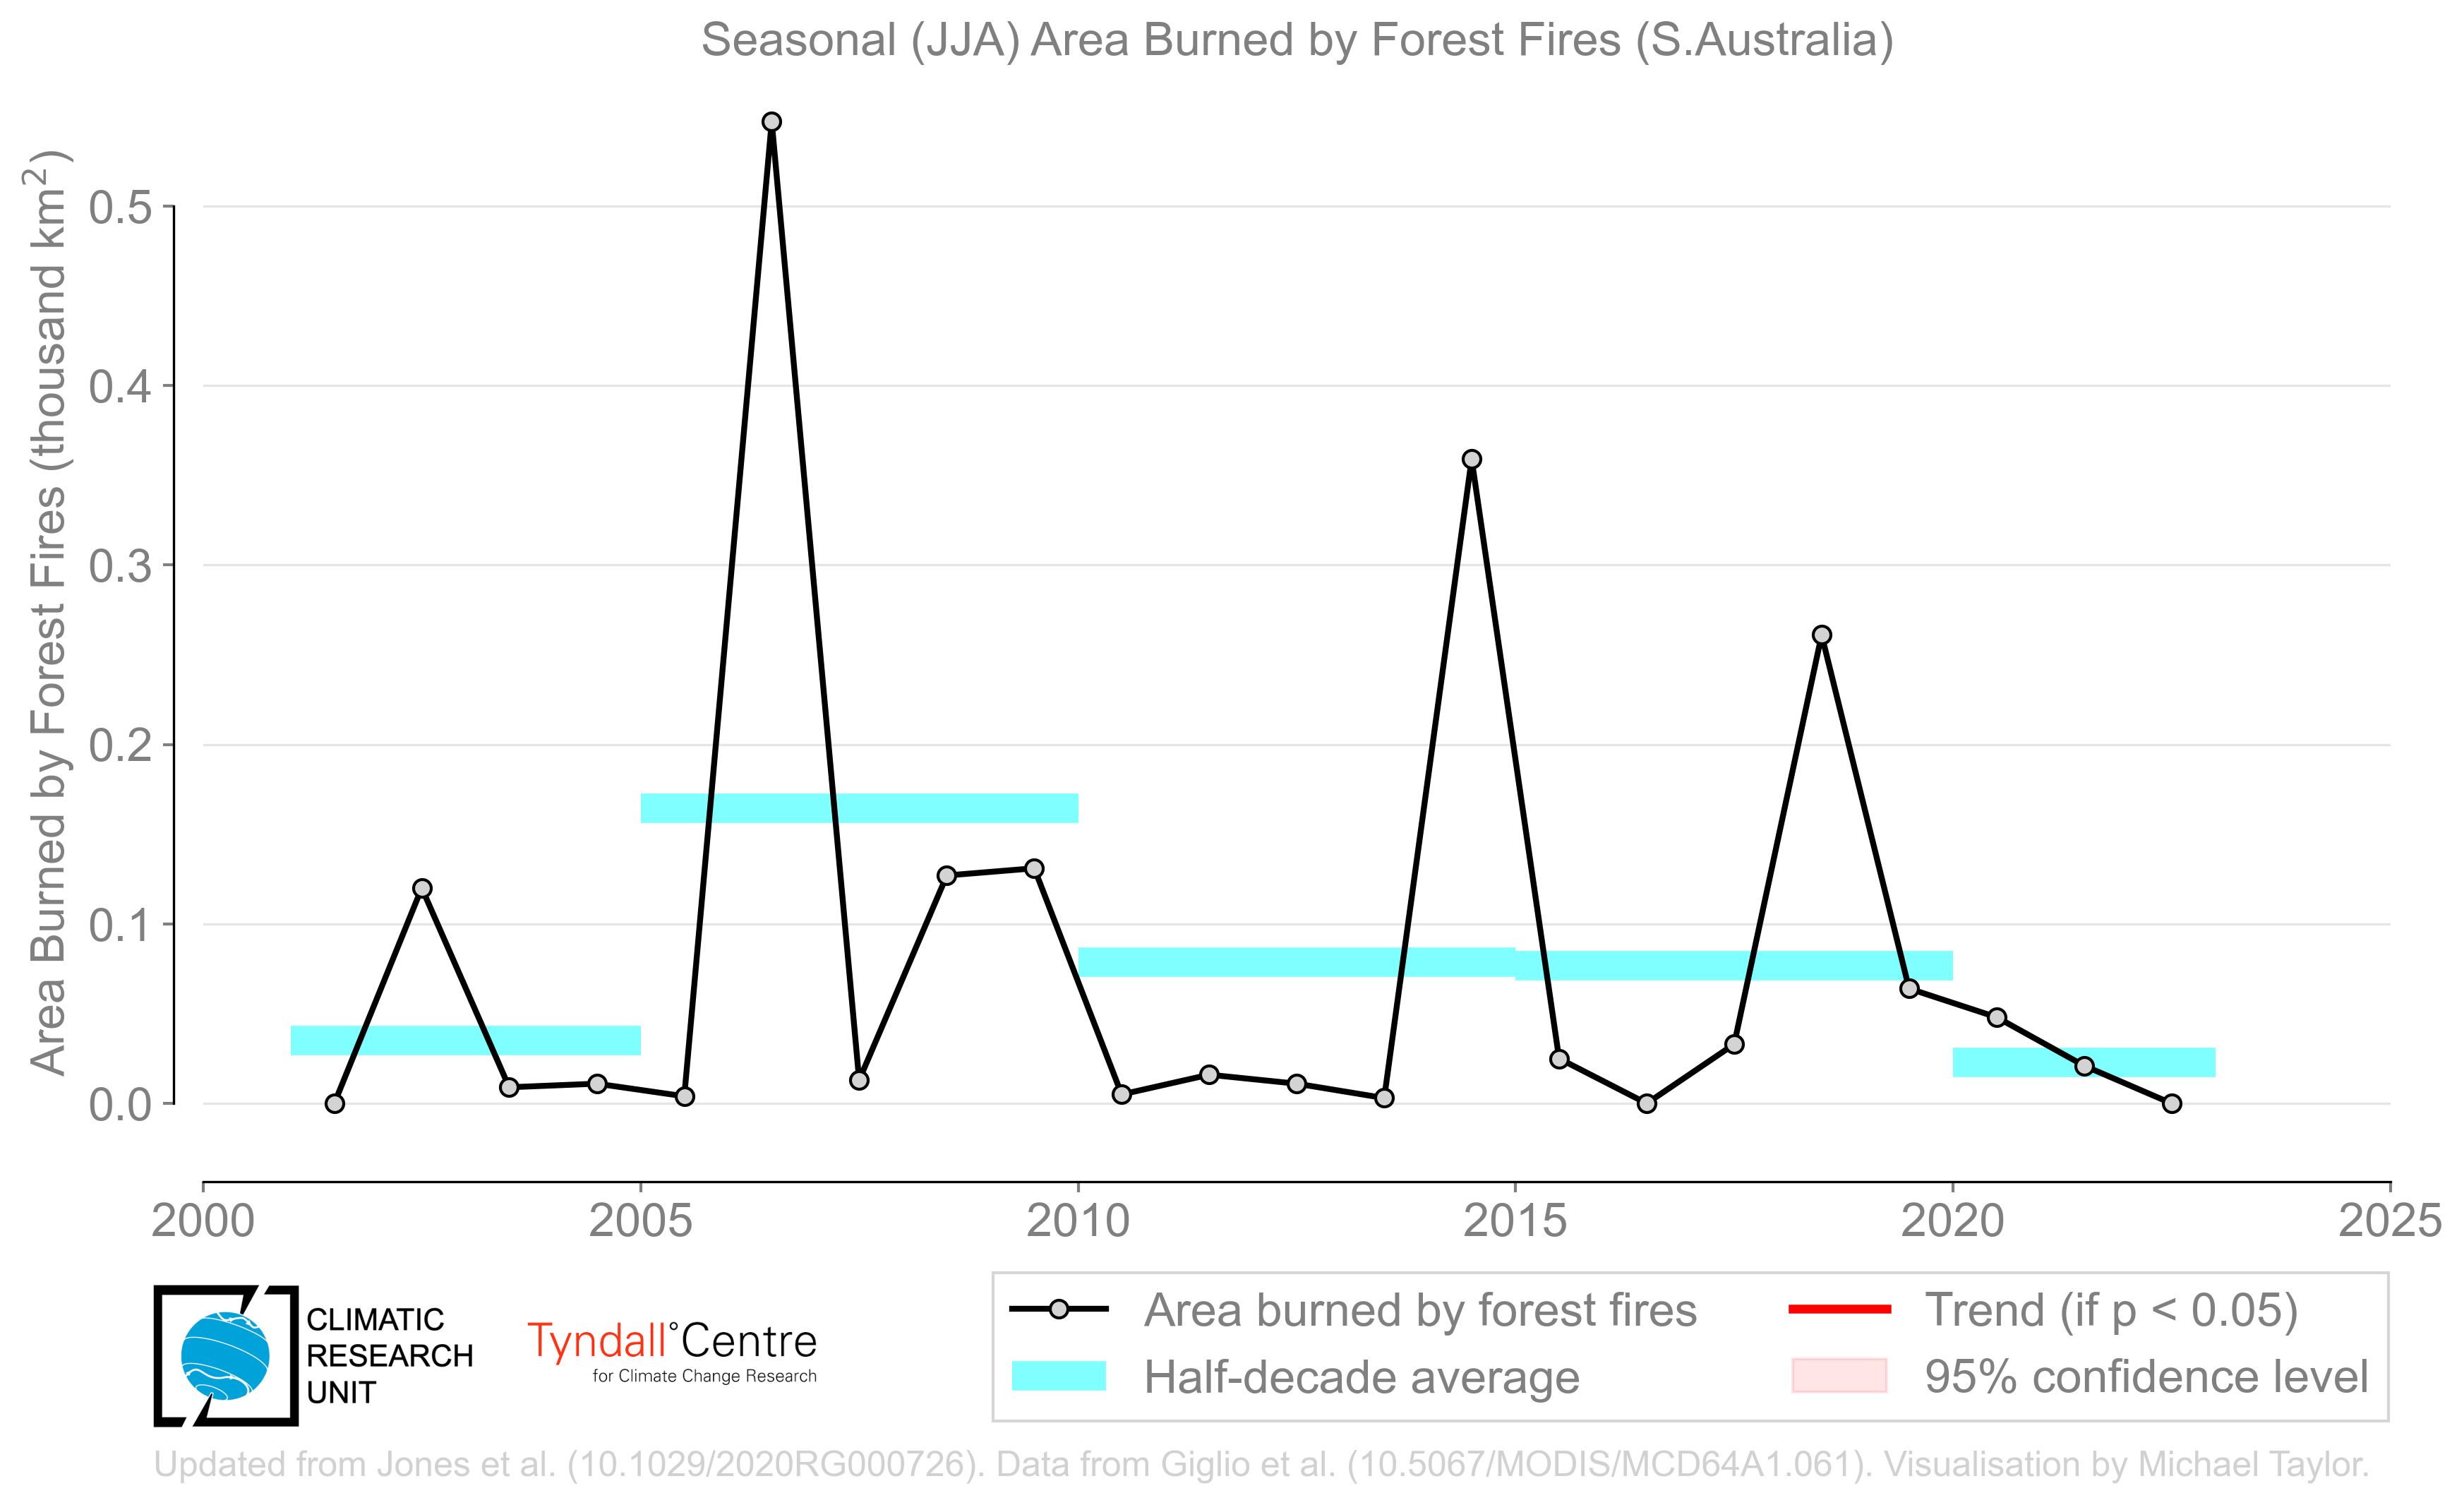 Seasonal (JJA) Area Burned by Forest Fires (S.Australia)
Area Burned by Forest Fires (thousand km²)
0.5
0.4
0.3
0.2
0.1
0.0
2000 2005 2010 2015 2020 2025
CLIMATIC
RESEARCH
UNIT
Tyndall°Centre
for Climate Change Research
Area burned by forest fires
Half-decade average
Trend (if p < 0.05)
95% confidence level
Updated from Jones et al. (10.1029/2020RG000726). Data from Giglio et al. (10.5067/MODIS/MCD64A1.061). Visualisation by Michael Taylor.